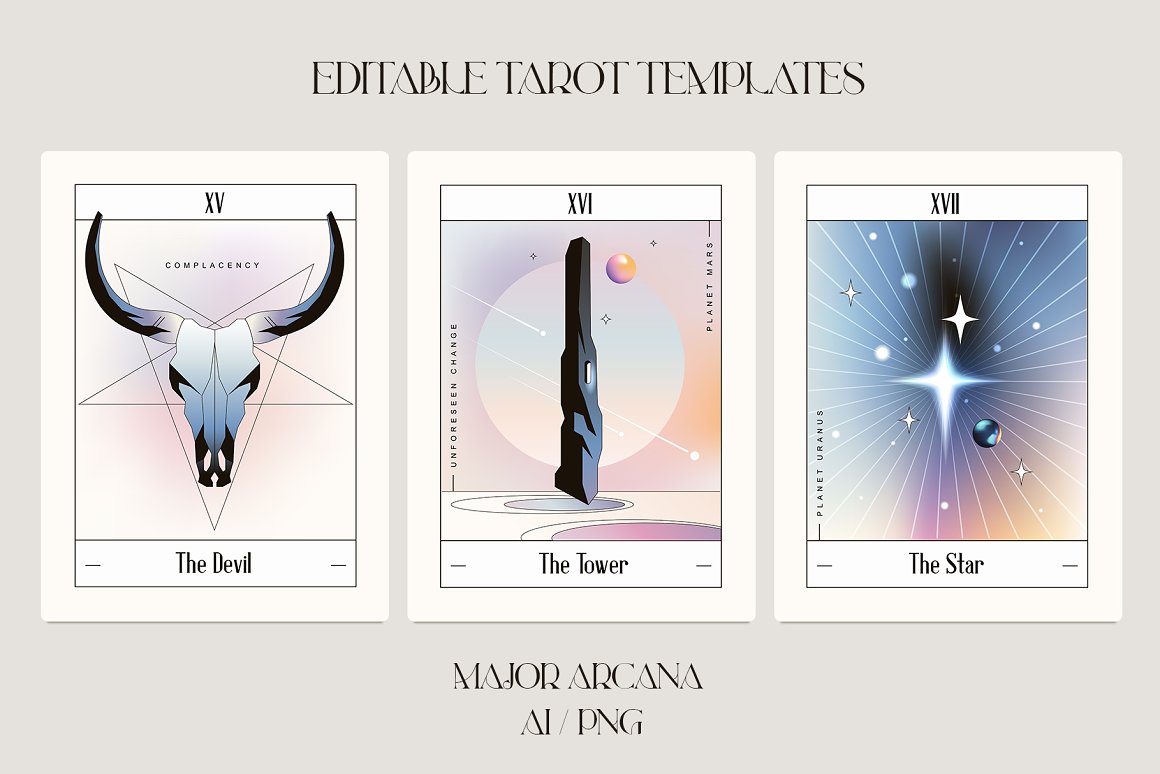 EDITABLE TAROT TEMPLATES
XV
COMPLACENCY
The Devil
XVI
UNFORESEEN CHANGE
PLANET MARS
The Tower
XVII
PLANET URANUS
The Star
MAJOR ARCANA
AI / PNG